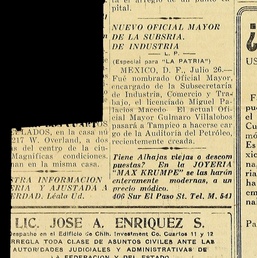 pital.
NUEVO OFICIAL MAYOR
DE LA SUBSRIA.
DE INDUSTRIA
L. P.
(Especial para "LA PATRIA")
MEXICO, D. F., Julio 26.—
Fué nombrado Oficial Mayor,
encargado de la Subsecretaría
de Industria, Comercio y Tra-
bajo, el licenciado Miguel Pa-
lacios Macedo. El actual Ofi-
cial Mayor Gulmaro Villalobos
pasará a Tampico a hacerse car-
go de la Auditoría del Petróleo,
recientemente creada.
LADOS, en la casa nú
217 W. Overland, a dos
as del centro de la ciu-
Magníficas condiciones.
man en la misma casa.
STRA INFORMACION
RIA Y AJUSTADA A
ERDAD. Léalo Ud.
Tiene Alhajas viejas o descom
puestas? En la JOYERIA
"MAX KRUMPE" se las harán
enteramente modernas, a un
precio módico.
406 Sur El Paso St. Tel. M. 541
LIC. JOSE A. ENRIQUEZ S.
Despacho en el Edificio de Chih. Investment Co. Cuartos 11 y 12
ARREGLA TODA CLASE DE ASUNTOS CIVILES ANTE LAS
AUTORIDADES JUDICIALES Y ADMINISTRATIVAS DE
LA FEDERACION Y DEL ESTADO